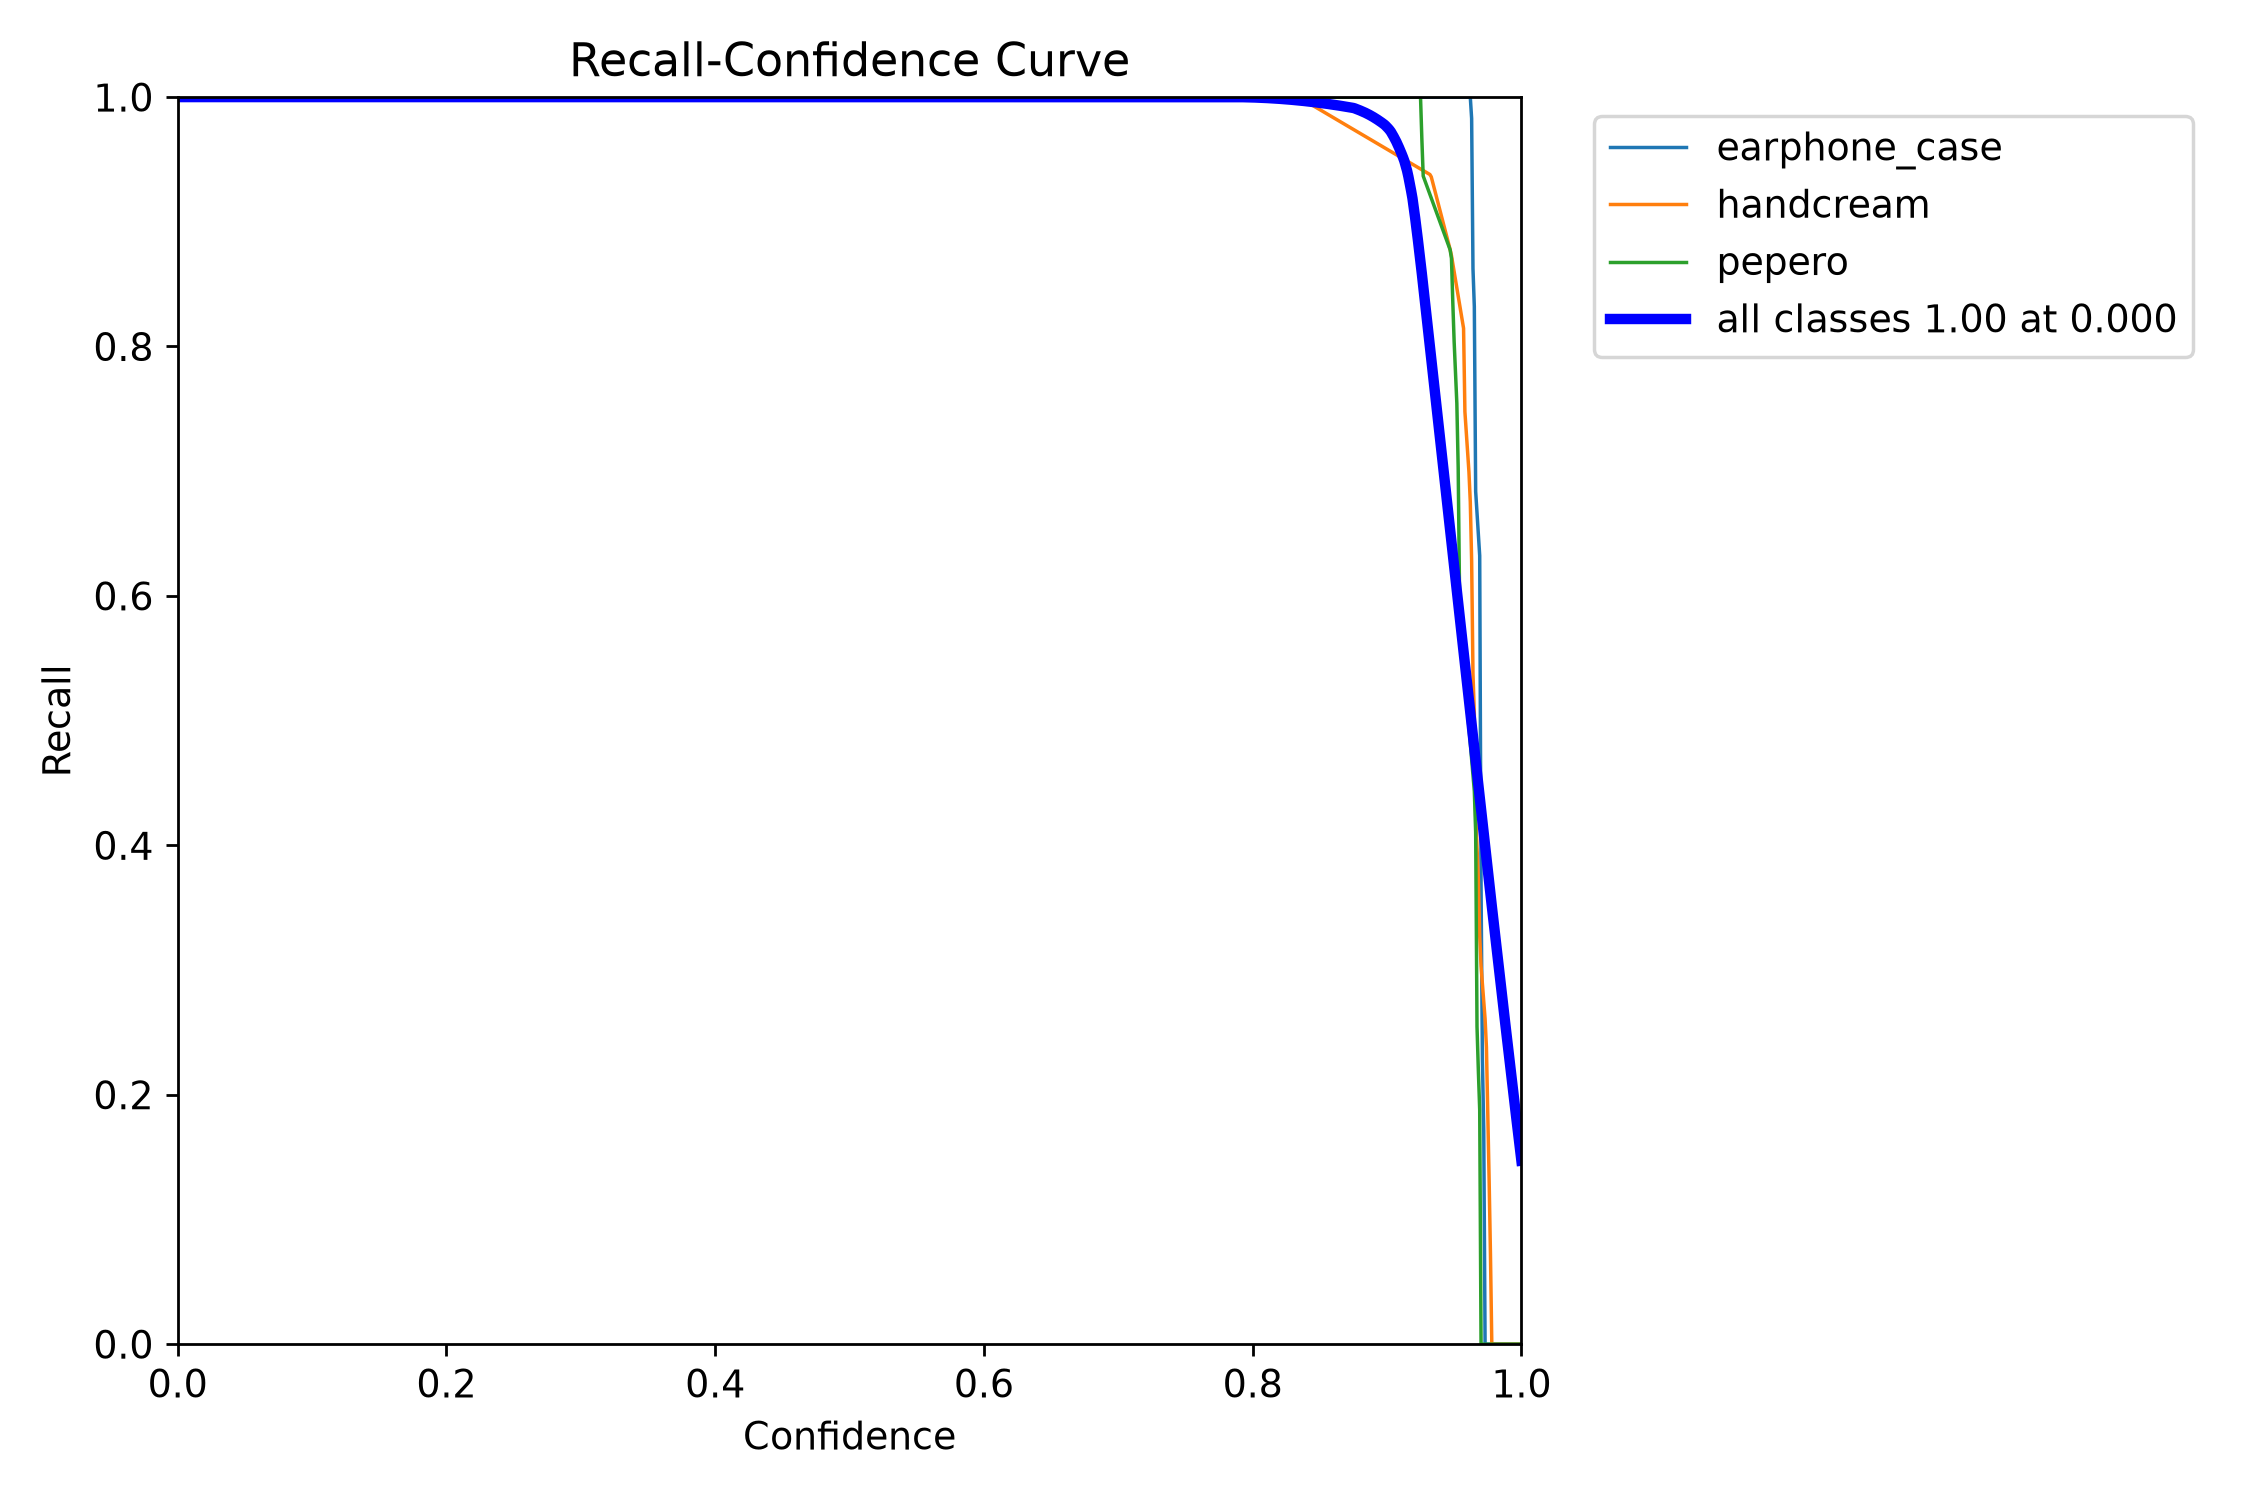 Recall-Confidence Curve
1.0
0.8
0.6
0.4
0.2
0.0
Recall
0.0 0.2 0.4 0.6 0.8 1.0
Confidence
earphone_case
handcream
pepero
all classes 1.00 at 0.000